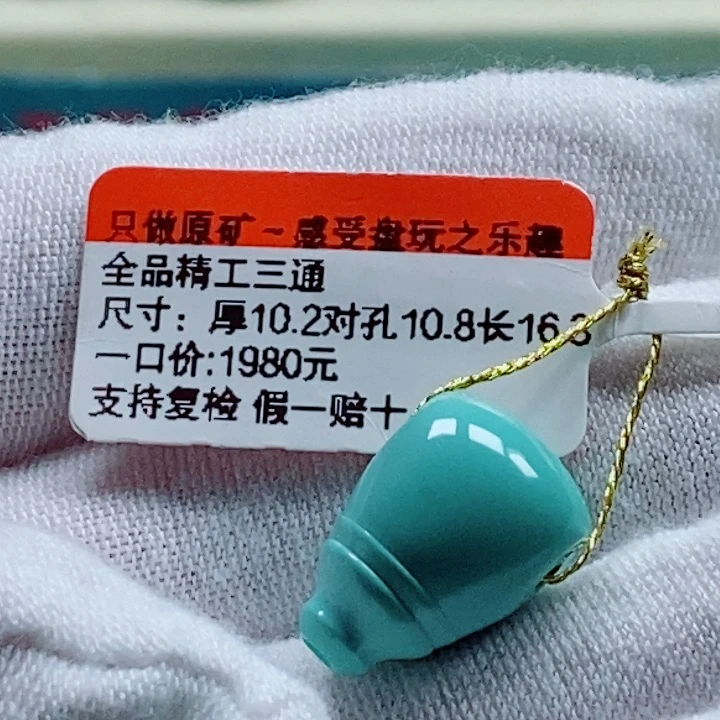 只做原矿~感受盘玩之乐趣
全品精工三通
尺寸：厚10.2对孔10.8长16.3
一口价:1980元
支持复检 假一赔十